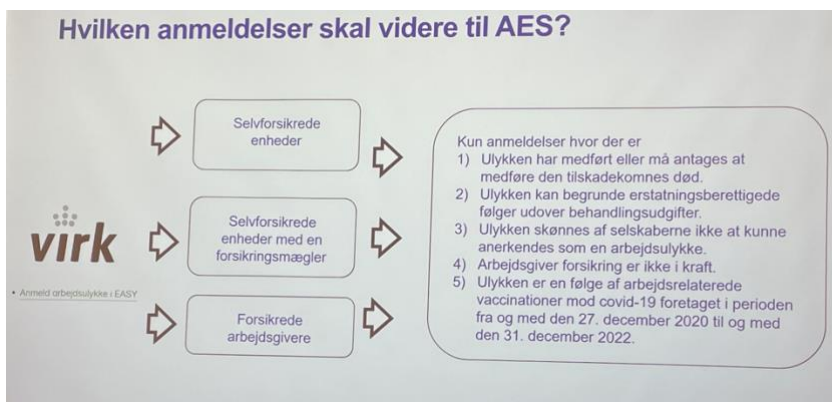 Hvilken anmeldelser skal videre til AES?
Selvforsikrede
enheder
virk
• Anmeld arbejdsulykke i EASY
Selvforsikrede
enheder med en
forsikringsmægler
Forsikrede
arbejdsgivere
Kun anmeldelser hvor der er
1) Ulykken har medført eller må antages at
medføre den tilskadekomnes død.
2) Ulykken kan begrunde erstatningsberettigede
følger udover behandlingsudgifter.
3) Ulykken skønnes af selskaberne ikke at kunne
anerkendes som en arbejdsulykke.
4) Arbejdsgiver forsikring er ikke i kraft.
5) Ulykken er en følge af arbejdsrelaterede
vaccinationer mod covid-19 foretaget i perioden
fra og med den 27. december 2020 til og med
den 31. december 2022.